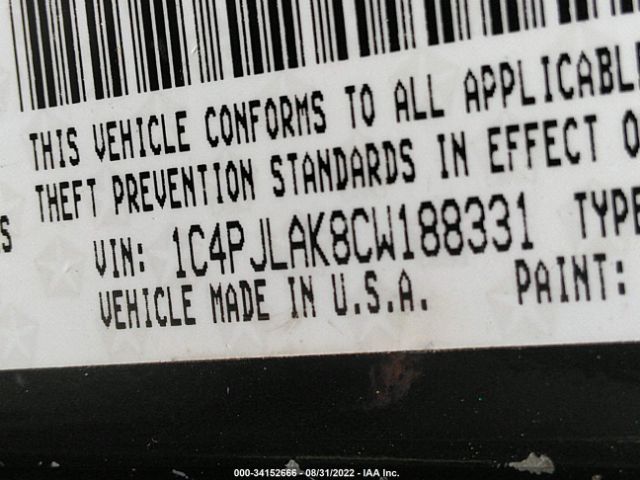 THIS VEHICLE CONFORMS TO ALL APPLICABLE
THEFT PREVENTION STANDARDS IN EFFECT O
S
VIN: 1C4PJLAK8CW188331 TYPE
VEHICLE MADE IN U.S.A. PAINT:
000-34152666 - 08/31/2022 - IAA Inc.